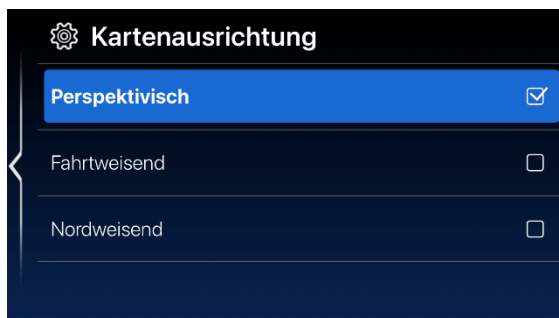 Kartenausrichtung
Perspektivisch
Fahrtweisend
Nordweisend